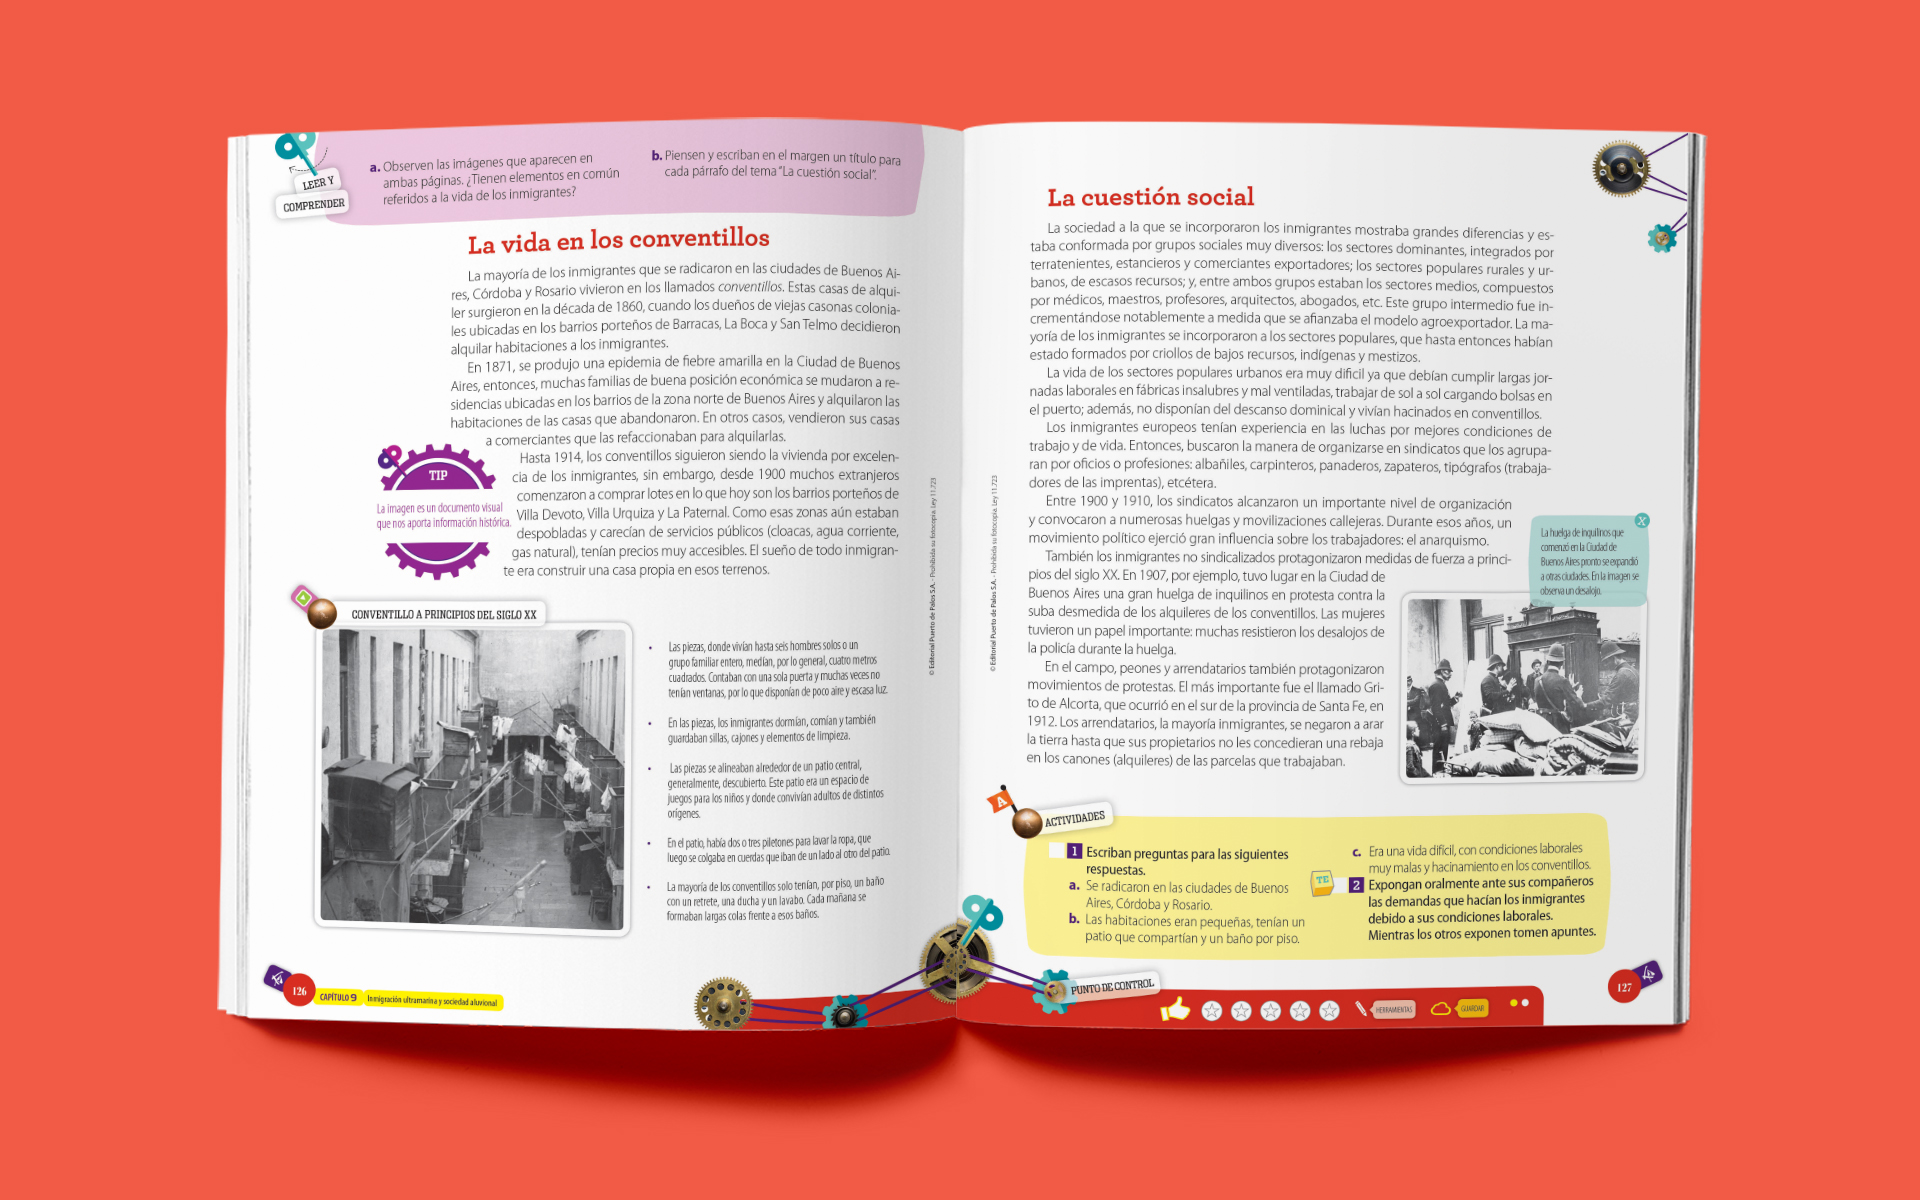 LEER Y
COMPRENDER
a. Observen las imágenes que aparecen en
ambas páginas. ¿Tienen elementos en común
referidos a la vida de los inmigrantes?
b. Piensen y escriban en el margen un título para
cada párrafo del tema "La cuestión social".
La vida en los conventillos
La mayoría de los inmigrantes que se radicaron en las ciudades de Buenos Ai-
res, Córdoba y Rosario vivieron en los llamados conventillos. Estas casas de alqui-
ler surgieron en la década de 1860, cuando los dueños de viejas casonas colonia-
les ubicadas en los barrios porteños de Barracas, La Boca y San Telmo decidieron
alquilar habitaciones a los inmigrantes.
En 1871, se produjo una epidemia de fiebre amarilla en la Ciudad de Buenos
Aires, entonces, muchas familias de buena posición económica se mudaron a re-
sidencias ubicadas en los barrios de la zona norte de Buenos Aires y alquilaron las
habitaciones de las casas que abandonaron. En otros casos, vendieron sus casas
a comerciantes que las refaccionaban para alquilarlas.
Hasta 1914, los conventillos siguieron siendo la vivienda por excelen-
cia de los inmigrantes, sin embargo, desde 1900 muchos extranjeros
comenzaron a comprar lotes en lo que hoy son los barrios porteños de
Villa Devoto, Villa Urquiza y La Paternal. Como esas zonas aún estaban
despobladas y carecían de servicios públicos (cloacas, agua corriente,
gas natural), tenían precios muy accesibles. El sueño de todo inmigran-
te era construir una casa propia en esos terrenos.
TIP
La imagen es un documento visual
que nos aporta información histórica.
CONVENTILLO A PRINCIPIOS DEL SIGLO XX
• Las piezas, donde vivían hasta seis hombres solos o un
grupo familiar entero, medían, por lo general, cuatro metros
cuadrados. Contaban con una sola puerta y muchas veces no
tenían ventanas, por lo que disponían de poco aire y escasa luz.
• En las piezas, los inmigrantes dormían, comían y también
guardaban sillas, cajones y elementos de limpieza.
• Las piezas se alineaban alrededor de un patio central,
generalmente, descubierto. Este patio era un espacio de
juegos para los niños y donde convivían adultos de distintos
orígenes.
• En el patio, había dos o tres piletones para lavar la ropa, que
luego se colgaba en cuerdas que iban de un lado al otro del patio.
• La mayoría de los conventillos solo tenían, por piso, un baño
con un retrete, una ducha y un lavabo. Cada mañana se
formaban largas colas frente a esos baños.
© Editorial Puerto de Palos S.A. - Prohibida su fotocopia. Ley 11.723
126
CAPÍTULO 9 Inmigración ultramarina y sociedad aluvional
La cuestión social
La sociedad a la que se incorporaron los inmigrantes mostraba grandes diferencias y es-
taba conformada por grupos sociales muy diversos: los sectores dominantes, integrados por
terratenientes, estancieros y comerciantes exportadores; los sectores populares rurales y ur-
banos, de escasos recursos; y, entre ambos grupos estaban los sectores medios, compuestos
por médicos, maestros, profesores, arquitectos, abogados, etc. Este grupo intermedio fue in-
crementándose notablemente a medida que se afianzaba el modelo agroexportador. La ma-
yoría de los inmigrantes se incorporaron a los sectores populares, que hasta entonces habían
estado formados por criollos de bajos recursos, indígenas y mestizos.
La vida de los sectores populares urbanos era muy difícil ya que debían cumplir largas jor-
nadas laborales en fábricas insalubres y mal ventiladas, trabajar de sol a sol cargando bolsas en
el puerto; además, no disponían del descanso dominical y vivían hacinados en conventillos.
Los inmigrantes europeos tenían experiencia en las luchas por mejores condiciones de
trabajo y de vida. Entonces, buscaron la manera de organizarse en sindicatos que los agrupa-
ran por oficios o profesiones: albañiles, carpinteros, panaderos, zapateros, tipógrafos (trabaja-
dores de las imprentas), etcétera.
Entre 1900 y 1910, los sindicatos alcanzaron un importante nivel de organización
y convocaron a numerosas huelgas y movilizaciones callejeras. Durante esos años, un
movimiento político ejerció gran influencia sobre los trabajadores: el anarquismo.
También los inmigrantes no sindicalizados protagonizaron medidas de fuerza a princi-
pios del siglo XX. En 1907, por ejemplo, tuvo lugar en la Ciudad de
Buenos Aires una gran huelga de inquilinos en protesta contra la
suba desmedida de los alquileres de los conventillos. Las mujeres
tuvieron un papel importante: muchas resistieron los desalojos de
la policía durante la huelga.
En el campo, peones y arrendatarios también protagonizaron
movimientos de protestas. El más importante fue el llamado Gri-
to de Alcorta, que ocurrió en el sur de la provincia de Santa Fe, en
1912. Los arrendatarios, la mayoría inmigrantes, se negaron a arar
la tierra hasta que sus propietarios no les concedieran una rebaja
en los canones (alquileres) de las parcelas que trabajaban.
X
La huelga de inquilinos que
comenzó en la Ciudad de
Buenos Aires pronto se expandió
a otras ciudades. En la imagen se
observa un desalojo.
© Editorial Puerto de Palos S.A. - Prohibida su fotocopia. Ley 11.723
A
ACTIVIDADES
1 Escriban preguntas para las siguientes
respuestas.
a. Se radicaron en las ciudades de Buenos
Aires, Córdoba y Rosario.
b. Las habitaciones eran pequeñas, tenían un
patio que compartían y un baño por piso.
c. Era una vida difícil, con condiciones laborales
muy malas y hacinamiento en los conventillos.
TE
2 Expongan oralmente ante sus compañeros
las demandas que hacían los inmigrantes
debido a sus condiciones laborales.
Mientras los otros exponen tomen apuntes.
PUNTO DE CONTROL
HERRAMIENTAS
GUARDAR
127